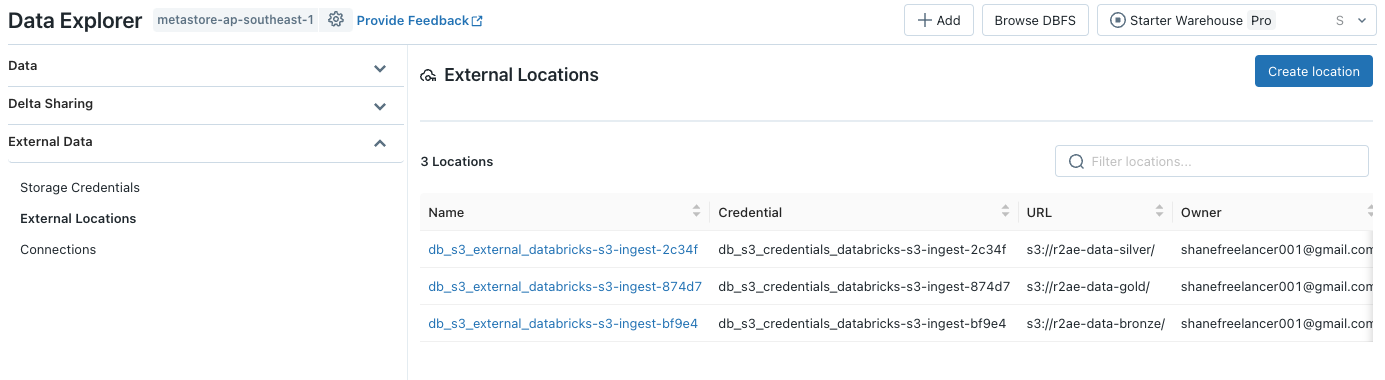 Data Explorer metastore-ap-southeast-1 Provide Feedback Add Browse DBFS Starter Warehouse Pro S
Data
Delta Sharing
External Data
Storage Credentials
External Locations
Connections
External Locations Create location
3 Locations Filter locations...
Name Credential URL Owner
db_s3_external_databricks-s3-ingest-2c34f db_s3_credentials_databricks-s3-ingest-2c34f s3://r2ae-data-silver/ shanefreelancer001@gmail.com
db_s3_external_databricks-s3-ingest-874d7 db_s3_credentials_databricks-s3-ingest-874d7 s3://r2ae-data-gold/ shanefreelancer001@gmail.com
db_s3_external_databricks-s3-ingest-bf9e4 db_s3_credentials_databricks-s3-ingest-bf9e4 s3://r2ae-data-bronze/ shanefreelancer001@gmail.com